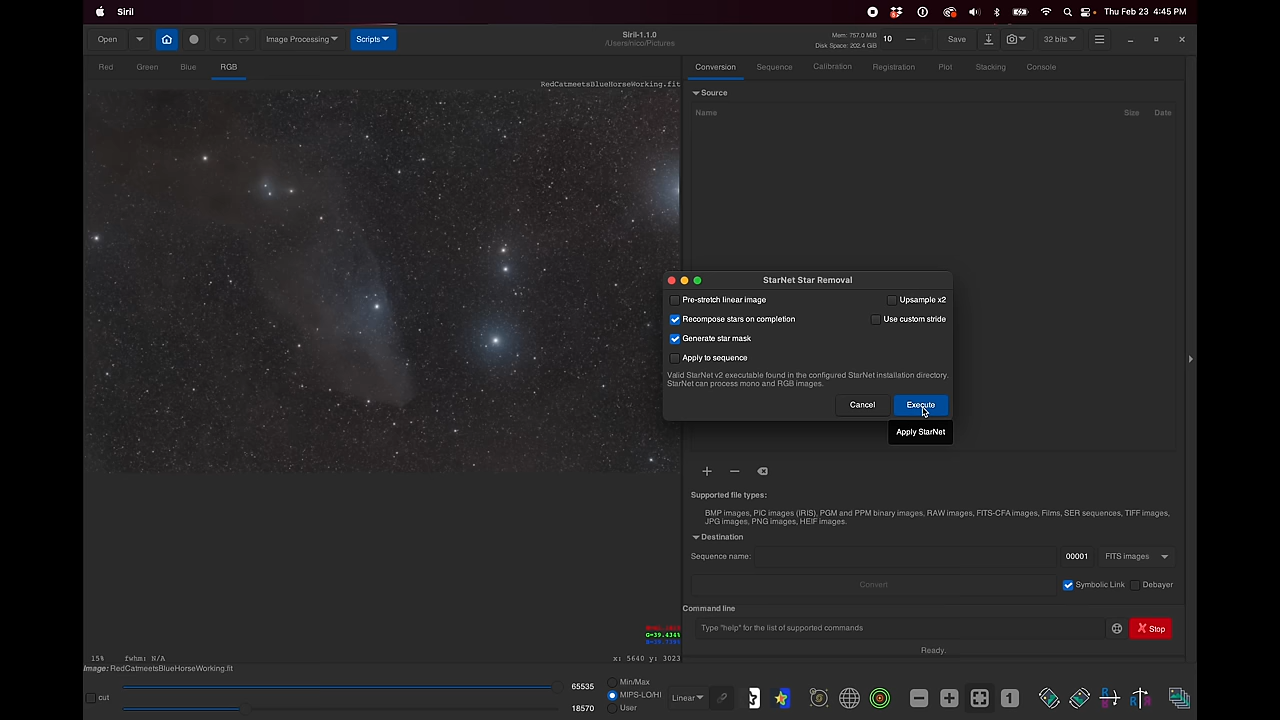 Siril
Thu Feb 23 4:45 PM
Open
Image Processing
Scripts
Siril-1.1.0
/Users/nico/Pictures
Mem: 757.0 MiB
Disk Space: 202.4 GiB
10
Save
32 bits
Red Green Blue RGB
Conversion Sequence Calibration Registration Plot Stacking Console
RedCatmeetsBlueHorseWorking.fit
Source
Name Size Date
StarNet Star Removal
Pre-stretch linear image
Upsample x2
Recompose stars on completion
Use custom stride
Generate star mask
Apply to sequence
Valid StarNet v2 executable found in the configured StarNet installation directory.
StarNet can process mono and RGB images.
Cancel Execute
Apply StarNet
Supported file types:
BMP images, PIC images (IRIS), PGM and PPM binary images, RAW images, FITS-CFA images, Films, SER sequences, TIFF images,
JPG images, PNG images, HEIF images.
Destination
Sequence name: 00001 FITS images
Convert
Symbolic Link
Debayer
Command line
Type "help" for the list of supported commands
Stop
Ready.
G=39.434%
15% fwhm: N/A
x: 5640 y: 3023
Image: RedCatmeetsBlueHorseWorking.fit
cut
65535
18570
Min/Max
MIPS-LO/HI
User
Linear